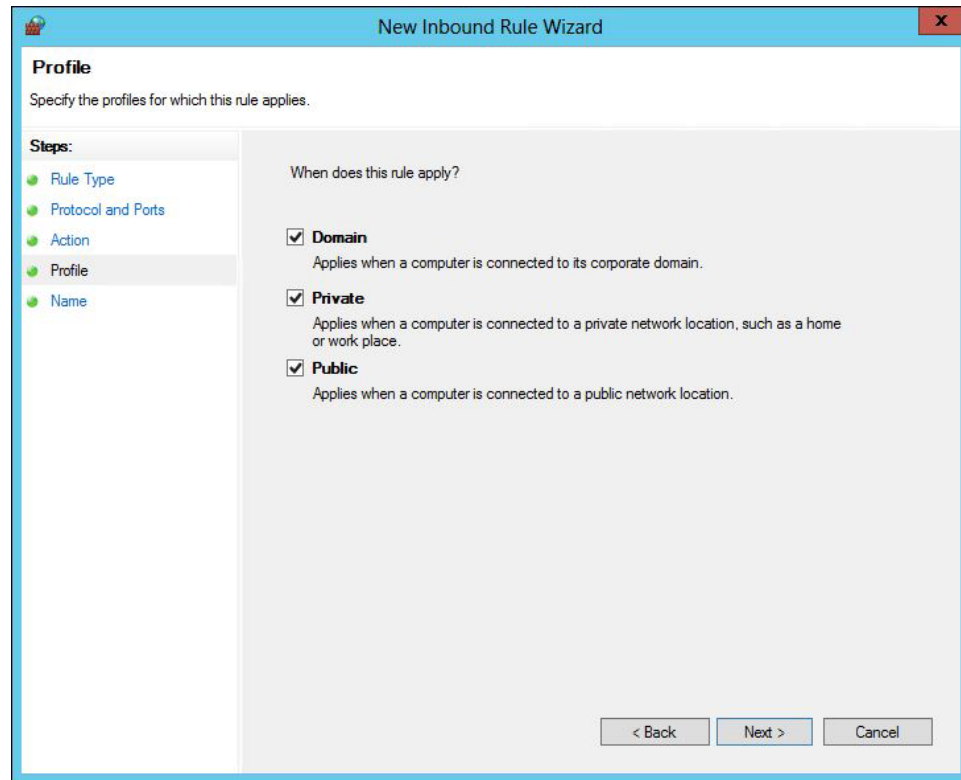 New Inbound Rule Wizard
x
Profile
Specify the profiles for which this rule applies.
Steps:
Rule Type
Protocol and Ports
Action
Profile
Name
When does this rule apply?
Domain
Applies when a computer is connected to its corporate domain.
Private
Applies when a computer is connected to a private network location, such as a home
or work place.
Public
Applies when a computer is connected to a public network location.
< Back
Next >
Cancel